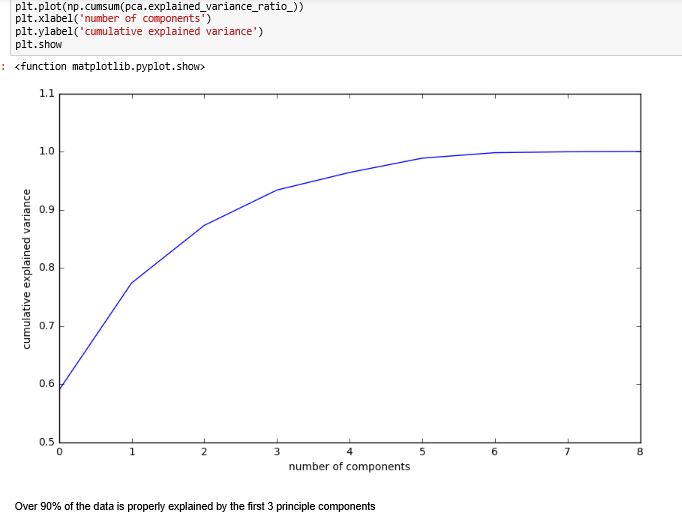 plt.plot(np.cumsum(pca.explained_variance_ratio_))
plt.xlabel('number of components')
plt.ylabel('cumulative explained variance')
plt.show
: <function matplotlib.pyplot.show>
1.1
1.0
0.9
0.8
0.7
0.6
0.5
cumulative explained variance
0 1 2 3 4 5 6 7 8
number of components
Over 90% of the data is properly explained by the first 3 principle components